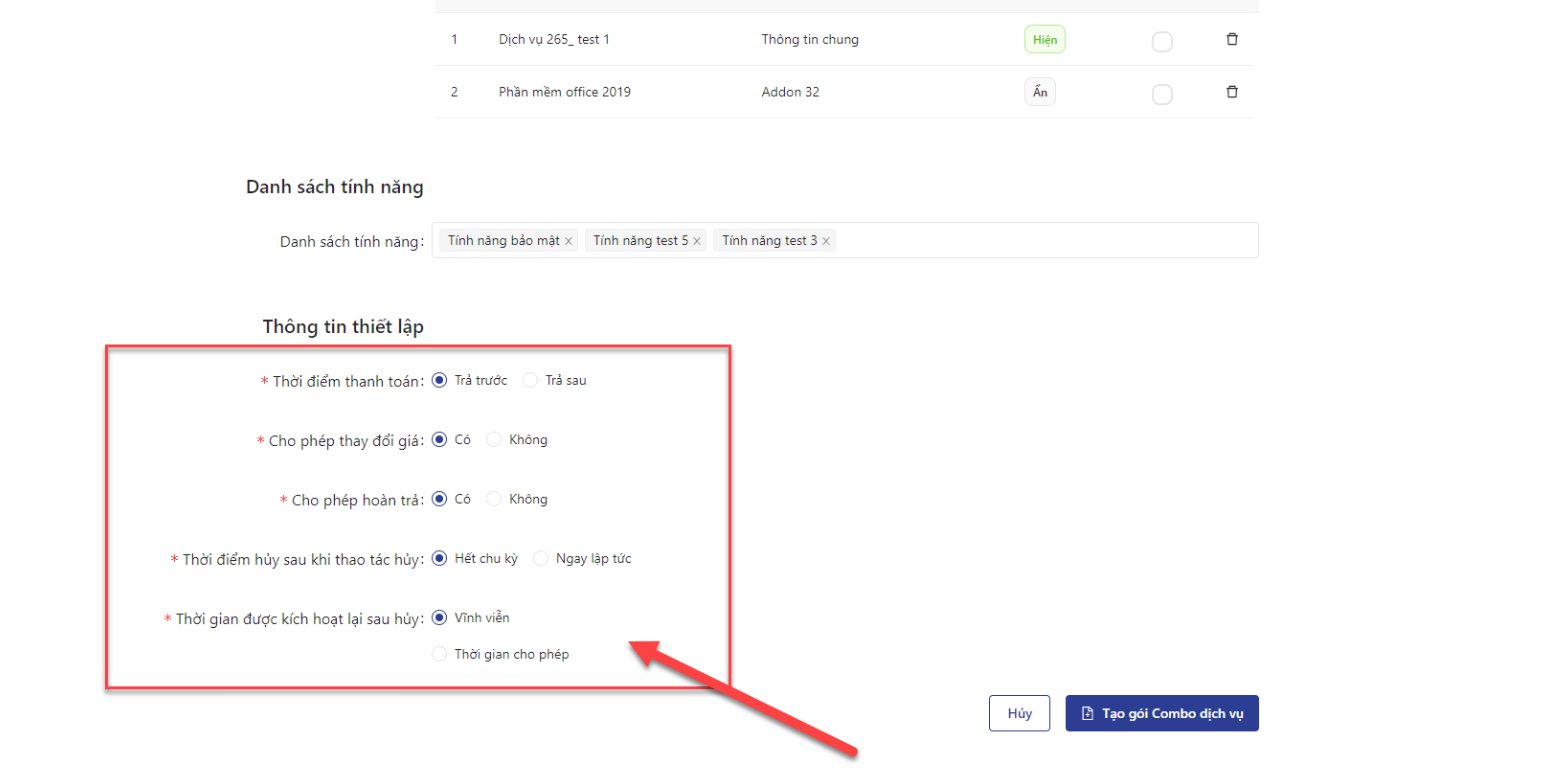 1 Dịch vụ 265_ test 1 Thông tin chung Hiện
2 Phần mềm office 2019 Addon 32 Ẩn
Danh sách tính năng
Danh sách tính năng: Tính năng bảo mật × Tính năng test 5 × Tính năng test 3 ×
Thông tin thiết lập
* Thời điểm thanh toán: Trả trước Trả sau
* Cho phép thay đổi giá: Có Không
* Cho phép hoàn trả: Có Không
* Thời điểm hủy sau khi thao tác hủy: Hết chu kỳ Ngay lập tức
* Thời gian được kích hoạt lại sau hủy: Vĩnh viễn
Thời gian cho phép
Hủy Tạo gói Combo dịch vụ